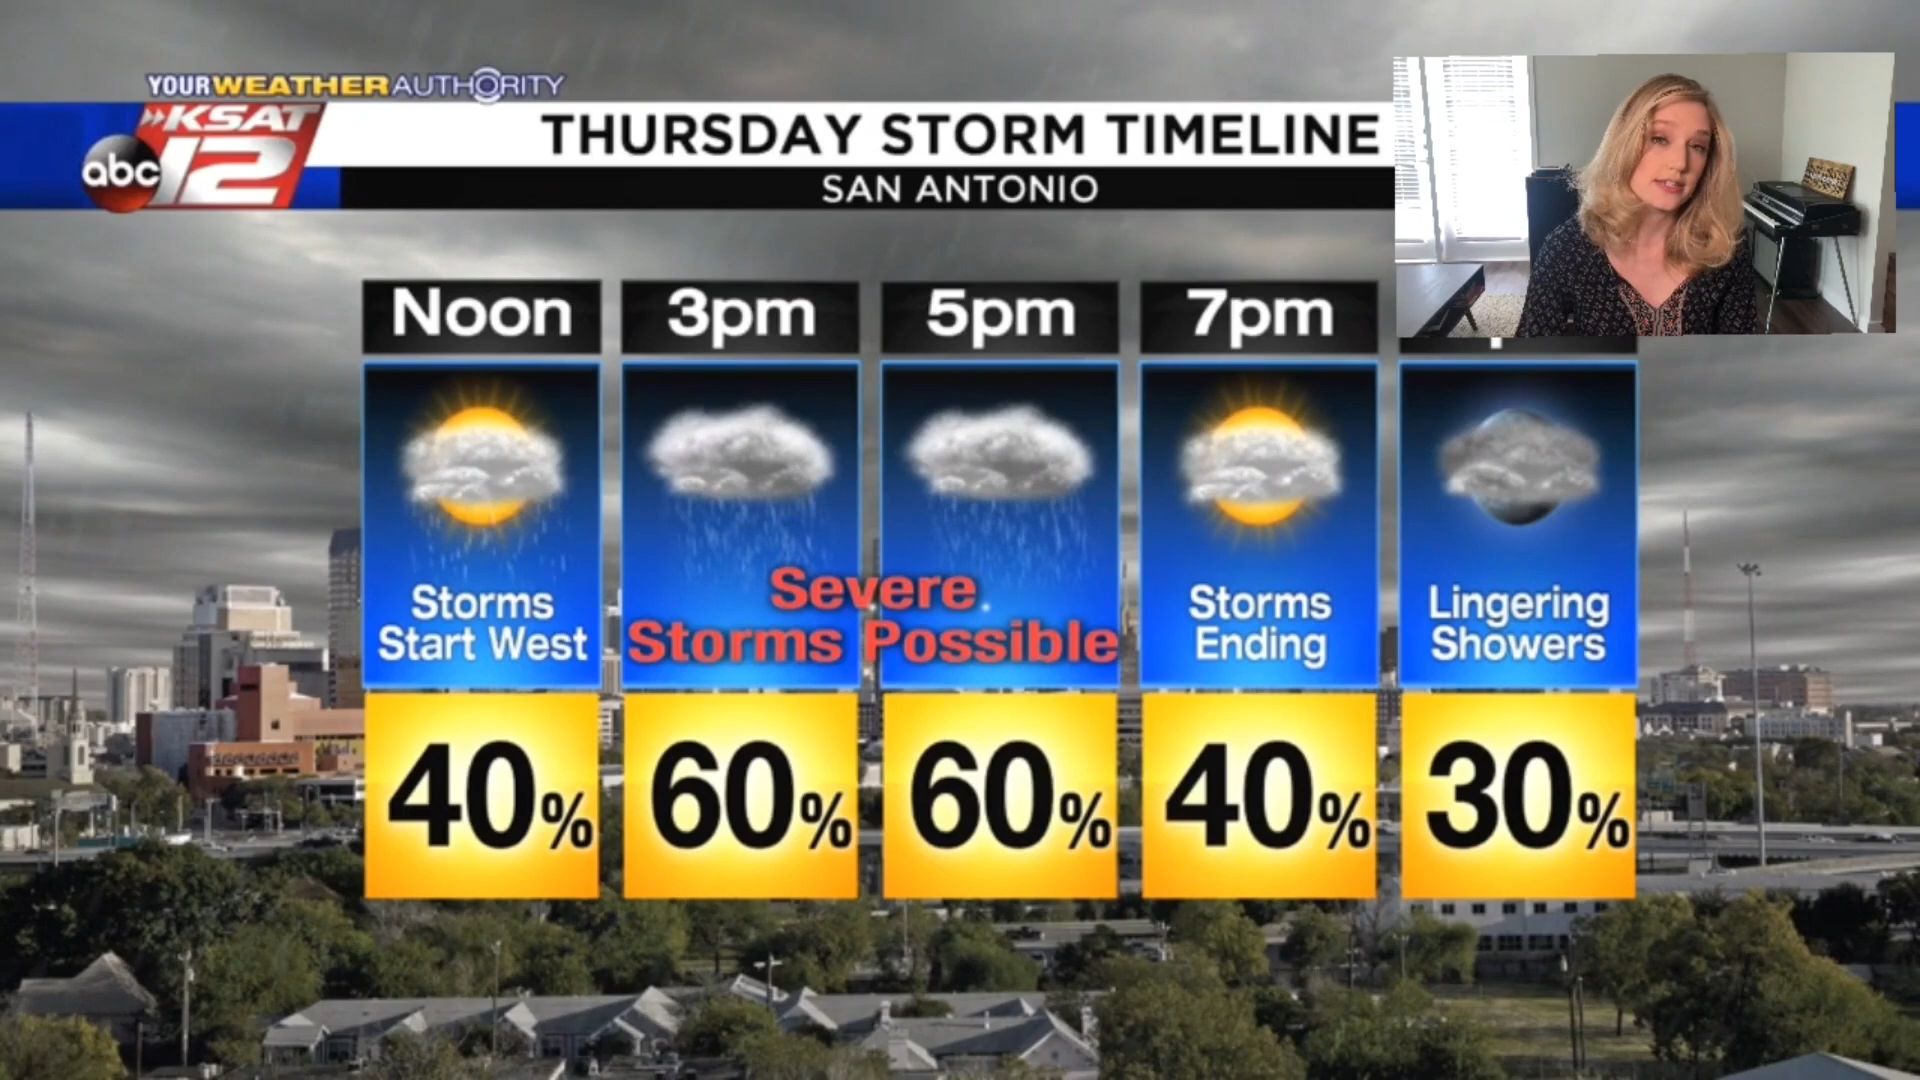 YOUR WEATHER AUTHORITY
KSAT
abc 12
THURSDAY STORM TIMELINE
SAN ANTONIO
Noon 3pm 5pm 7pm
Storms
Start West
Severe
Storms Possible
Storms
Ending
Lingering
Showers
40% 60% 60% 40% 30%